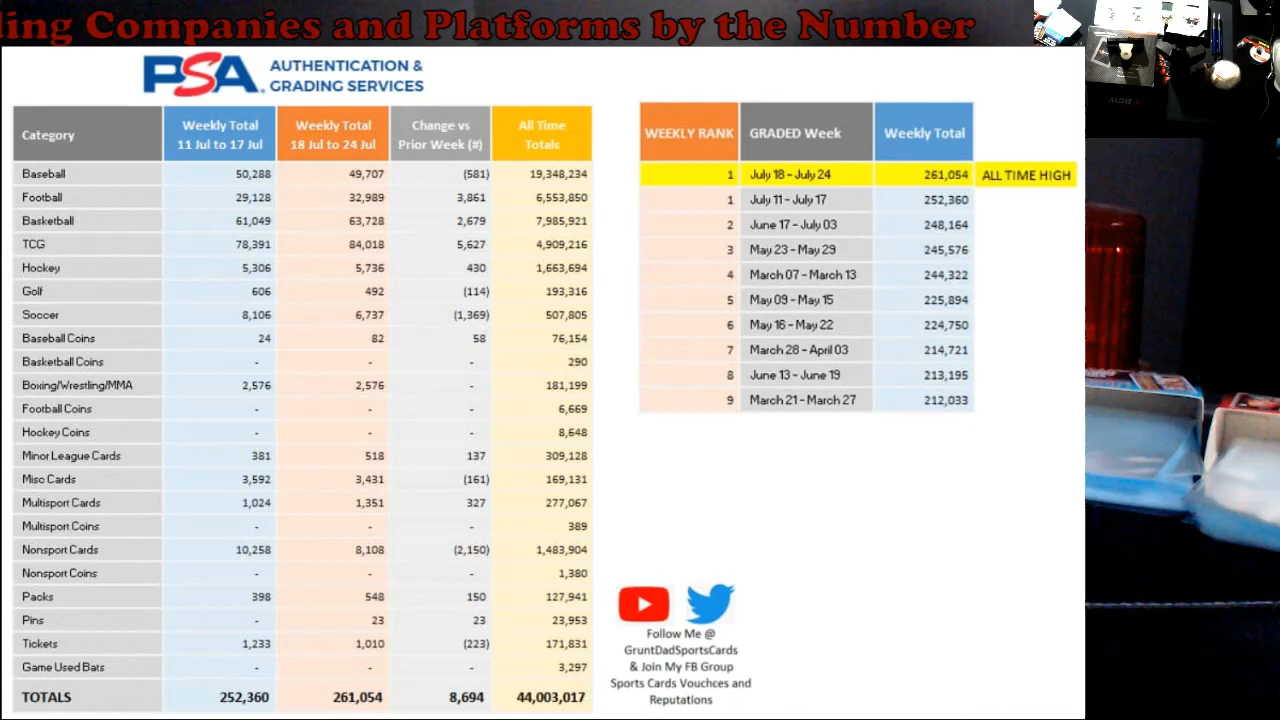 ling Companies and Platforms by the Number
PSA AUTHENTICATION &
GRADING SERVICES
Category | Weekly Total 11 Jul to 17 Jul | Weekly Total 18 Jul to 24 Jul | Change vs Prior Week (#) | All Time Totals
Baseball 50,288 49,707 (581) 19,348,234
Football 29,128 32,989 3,861 6,553,850
Basketball 61,049 63,728 2,679 7,985,921
TCG 78,391 84,018 5,627 4,909,216
Hockey 5,306 5,736 430 1,663,694
Golf 606 492 (114) 193,316
Soccer 8,106 6,737 (1,369) 507,805
Baseball Coins 24 82 58 76,154
Basketball Coins - - - 290
Boxing/Wrestling/MMA 2,576 2,576 - 181,199
Football Coins - - - 6,669
Hockey Coins - - - 8,648
Minor League Cards 381 518 137 309,128
Misc Cards 3,592 3,431 (161) 169,131
Multisport Cards 1,024 1,351 327 277,067
Multisport Coins - - - 389
Nonsport Cards 10,258 8,108 (2,150) 1,483,904
Nonsport Coins - - - 1,380
Packs 398 548 150 127,941
Pins - 23 23 23,953
Tickets 1,233 1,010 (223) 171,831
Game Used Bats - - - 3,297
TOTALS 252,360 261,054 8,694 44,003,017
WEEKLY RANK GRADED Week Weekly Total
1 July 18 - July 24 261,054 ALL TIME HIGH
1 July 11 - July 17 252,360
2 June 17 - July 03 248,164
3 May 23 - May 29 245,576
4 March 07 - March 13 244,322
5 May 09 - May 15 225,894
6 May 16 - May 22 224,750
7 March 28 - April 03 214,721
8 June 13 - June 19 213,195
9 March 21 - March 27 212,033
Follow Me @
GruntDadSportsCards
& Join My FB Group
Sports Cards Vouchces and
Reputations